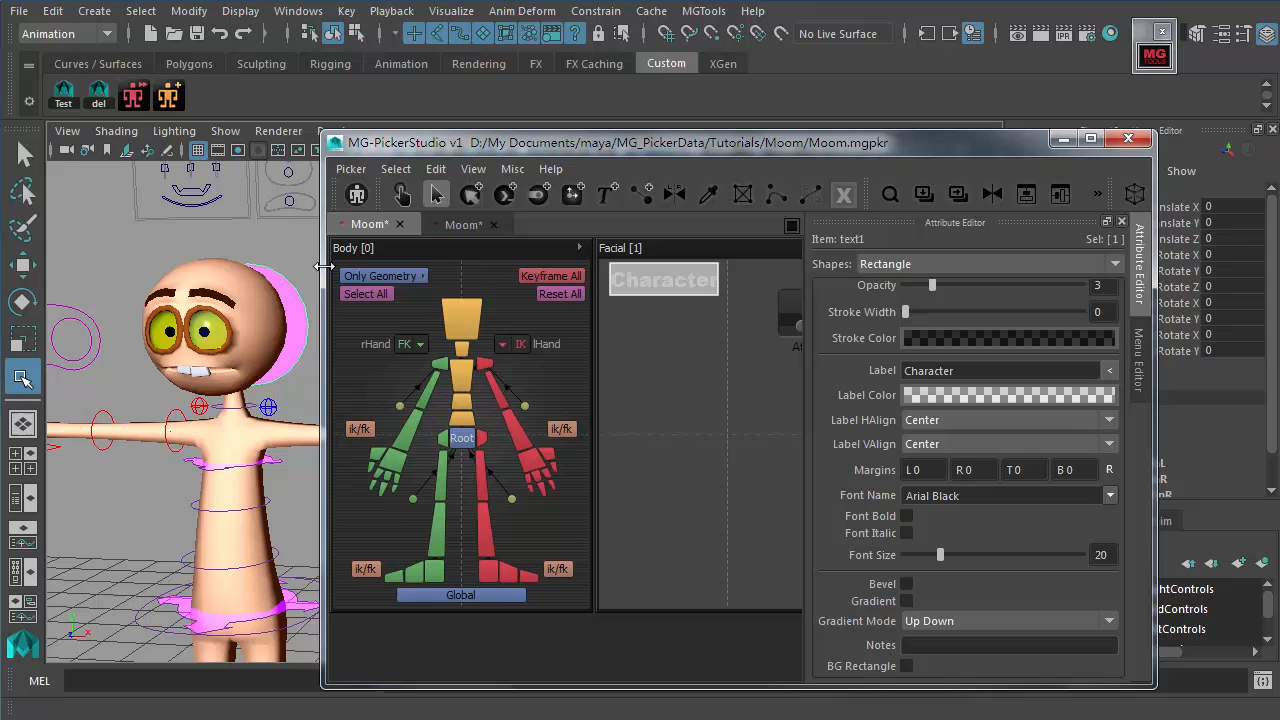 File Edit Create Select Modify Display Windows Key Playback Visualize Anim Deform Constrain Cache MGTools Help
Animation No Live Surface
MG TOOLS
Curves / Surfaces Polygons Sculpting Rigging Animation Rendering FX FX Caching Custom XGen
Test del
View Shading Lighting Show Renderer
Editor
MG-PickerStudio v1 D:/My Documents/maya/MG_PickerData/Tutorials/Moom/Moom.mgpkr
Picker Select Edit View Misc Help
Show
Moom* Moom*
Attribute Editor
Body [0] Facial [1]
Item: text1 Sel: [ 1 ]
Shapes: Rectangle
Only Geometry Keyframe All
Select All Reset All
Character
Opacity 3
Stroke Width 0
Stroke Color
rHand FK IK lHand
Label Character <
Label Color
Label HAlign Center
Label VAlign Center
ik/fk ik/fk
Root
Margins L 0 R 0 T 0 B 0 R
Font Name Arial Black
Font Bold
Font Italic
Font Size 20
ik/fk ik/fk
Bevel
Global
Gradient
Gradient Mode Up Down
Notes
BG Rectangle
Attribute Editor
Menu Editor
nslate X 0
nslate Y 0
nslate Z 0
Rotate X 0
Rotate Y 0
Rotate Z 0
Rotate X 0
Rotate Y 0
MEL